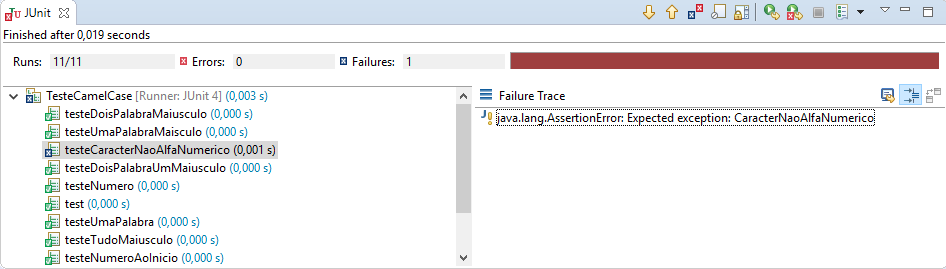 JUnit
Finished after 0,019 seconds
Runs: 11/11 Errors: 0 Failures: 1
TesteCamelCase [Runner: JUnit 4] (0,003 s)
testeDoisPalabraMaiusculo (0,000 s)
testeUmaPalabraMaisculo (0,000 s)
testeCaracterNaoAlfaNumerico (0,001 s)
testeDoisPalabraUmMaiusculo (0,000 s)
testeNumero (0,000 s)
test (0,000 s)
testeUmaPalabra (0,000 s)
testeTudoMaiusculo (0,000 s)
testeNumeroAoInicio (0,000 s)
Failure Trace
java.lang.AssertionError: Expected exception: CaracterNaoAlfaNumerico